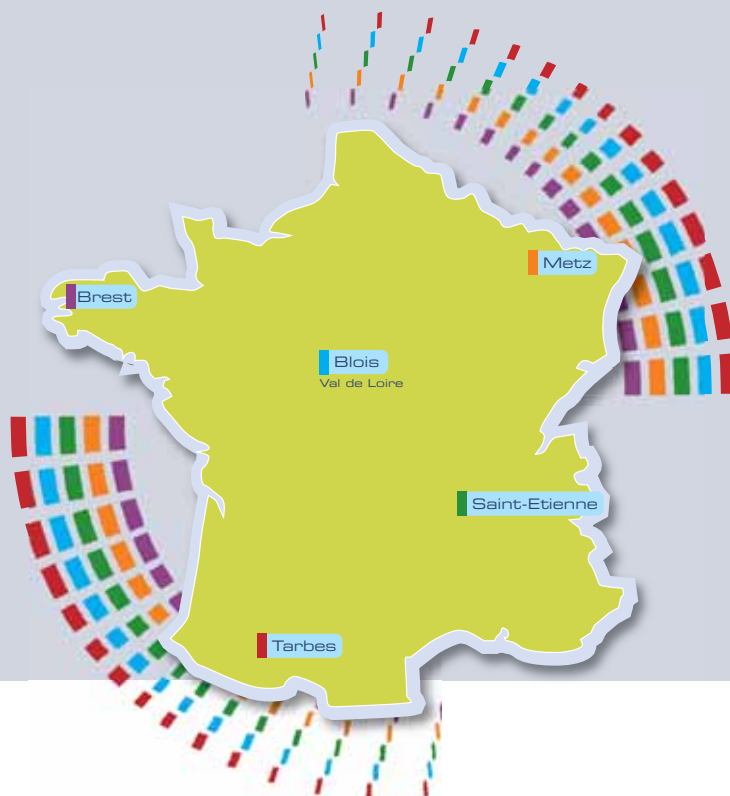 Metz
Brest
Blois
Val de Loire
Saint-Etienne
Tarbes